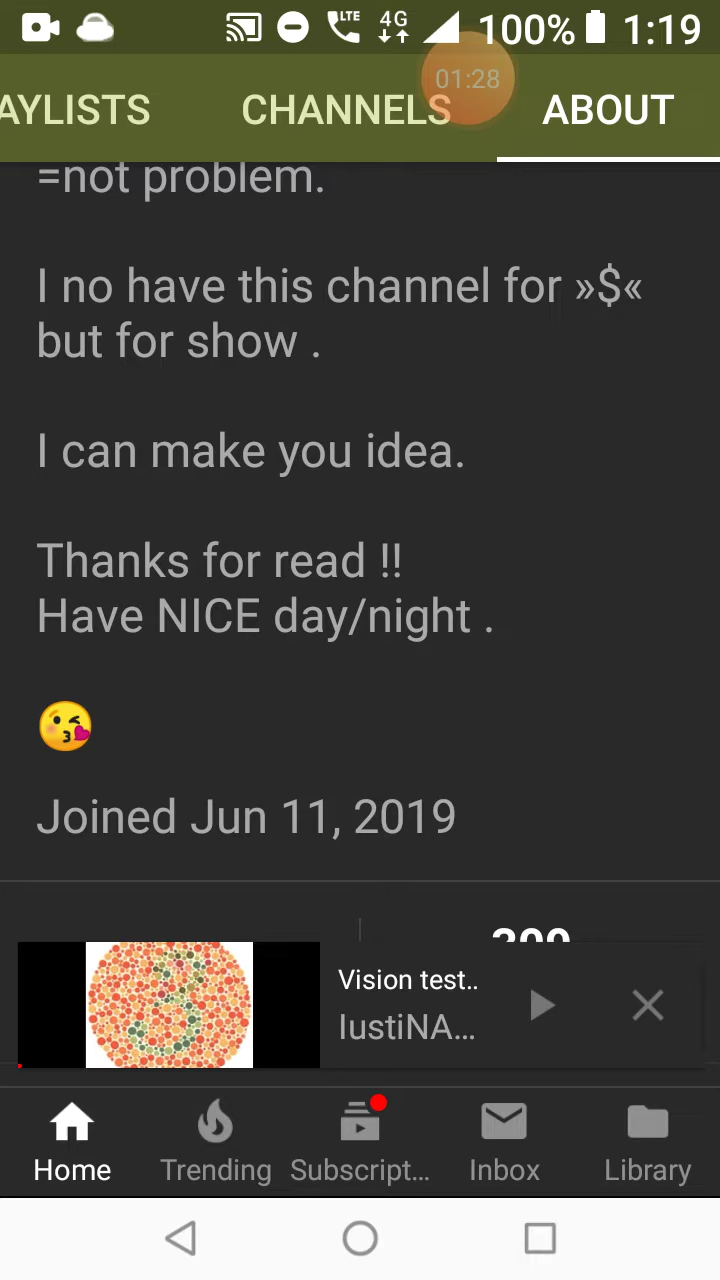 LTE 4G 100% 1:19
01:28
AYLISTS CHANNELS ABOUT
=not problem.
I no have this channel for »$«
but for show .
I can make you idea.
Thanks for read !!
Have NICE day/night .
😘
Joined Jun 11, 2019
Vision test..
IustiNA...
Home Trending Subscript... Inbox Library